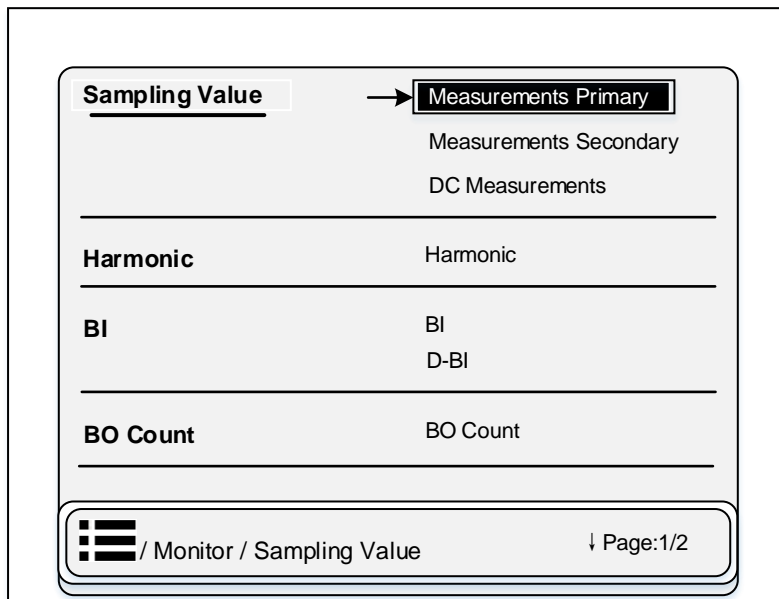 Sampling Value Measurements Primary
Measurements Secondary
DC Measurements
Harmonic Harmonic
BI BI
D-BI
BO Count BO Count
/ Monitor / Sampling Value ↓ Page:1/2